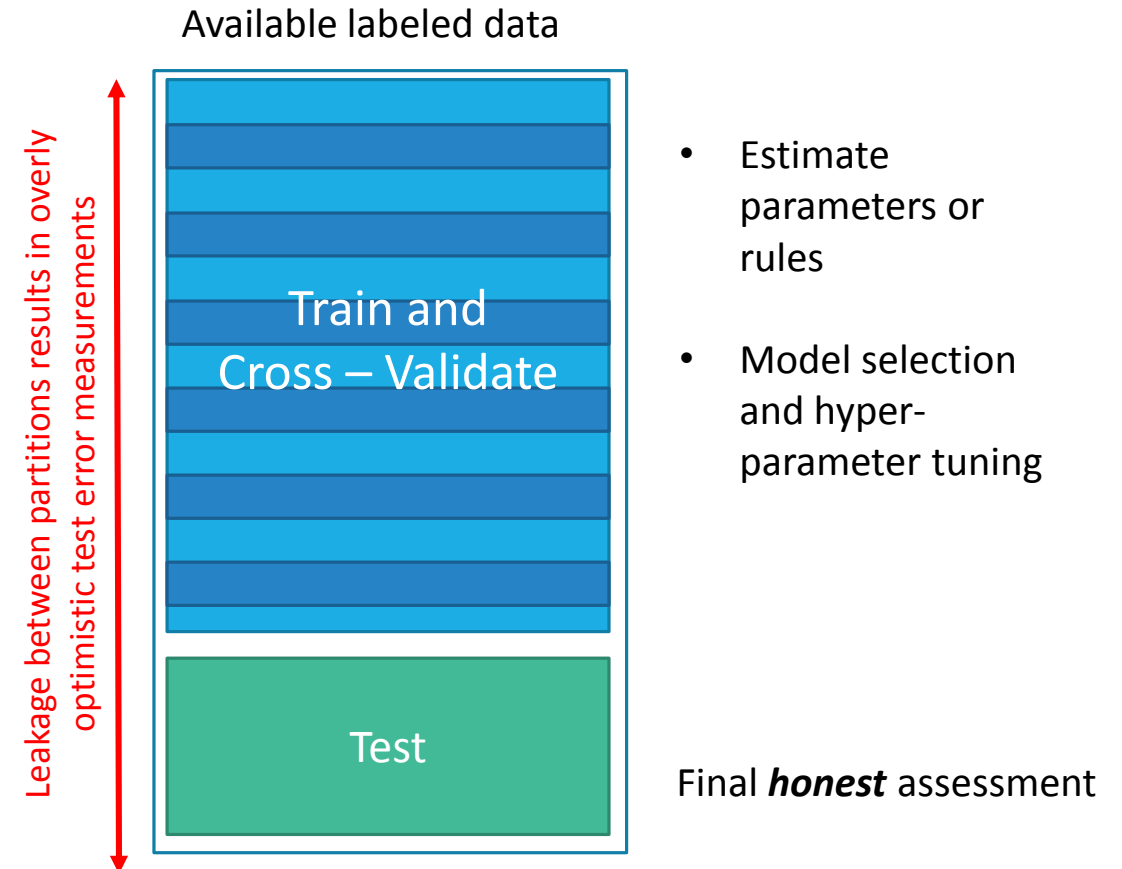 Available labeled data
Leakage between partitions results in overly
optimistic test error measurements
Train and
Cross – Validate
• Estimate
parameters or
rules
• Model selection
and hyper-
parameter tuning
Test
Final honest assessment